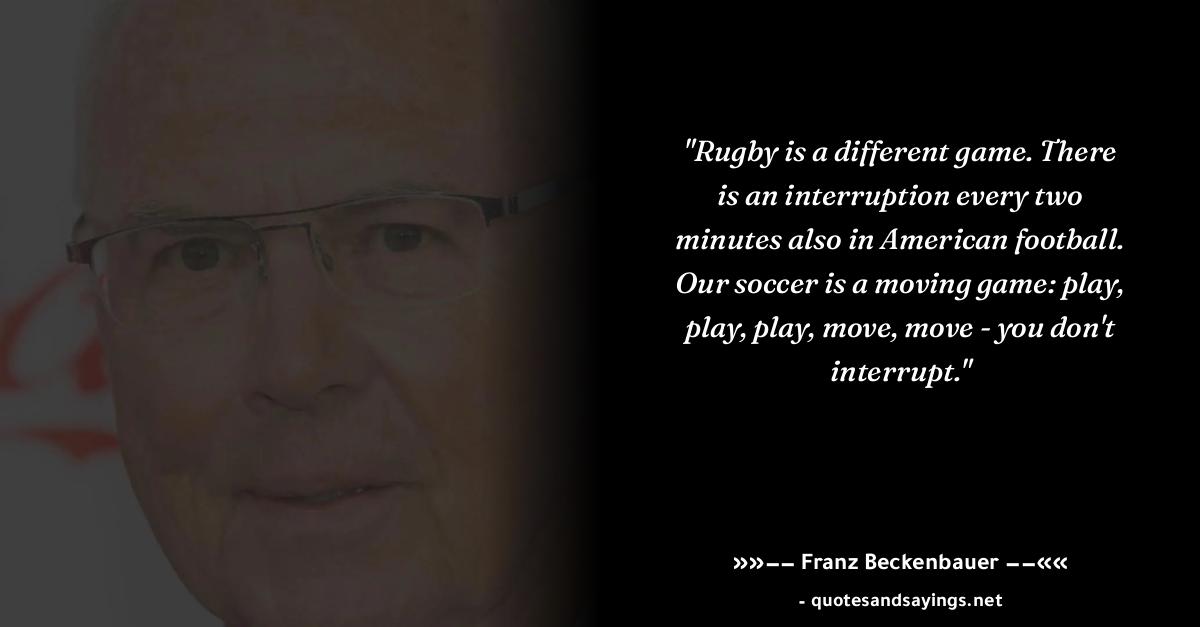 "Rugby is a different game. There
is an interruption every two
minutes also in American football.
Our soccer is a moving game: play,
play, play, move, move - you don't
interrupt."
»»–– Franz Beckenbauer ––««
- quotesandsayings.net